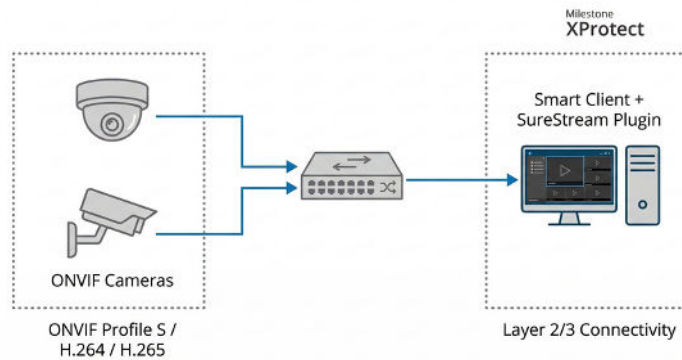 Milestone
XProtect
Smart Client +
SureStream Plugin
ONVIF Cameras
ONVIF Profile S /
H.264 / H.265
Layer 2/3 Connectivity